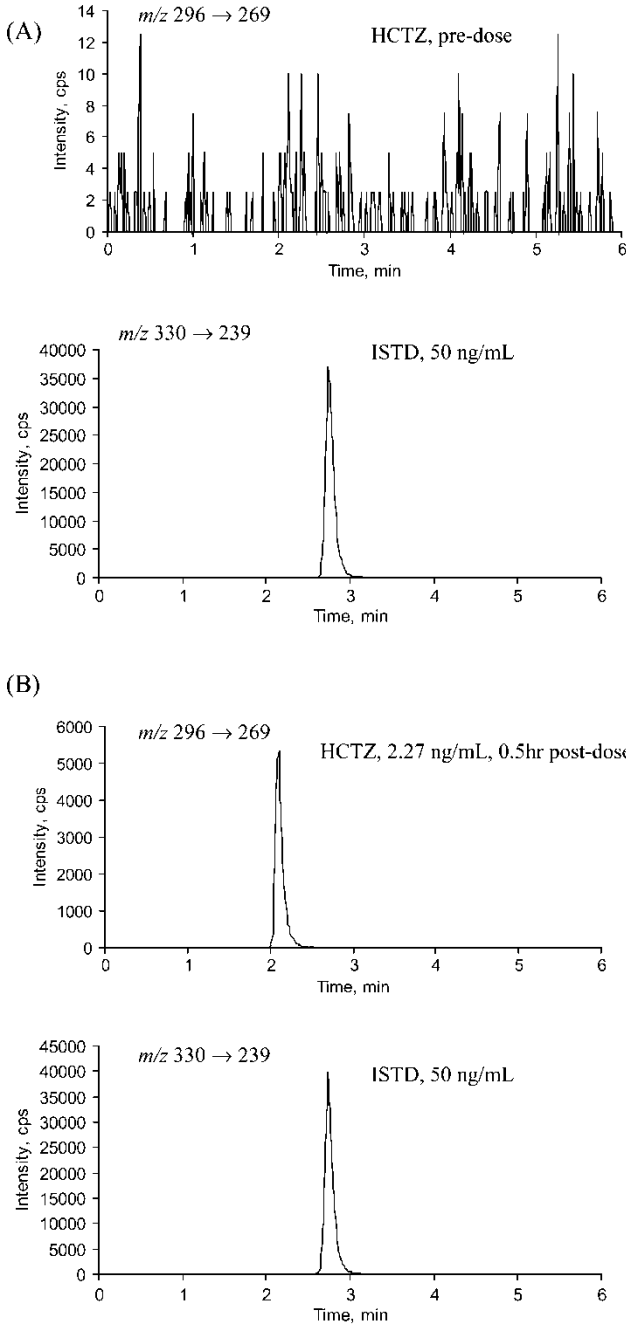 (A)
m/z 296 → 269
HCTZ, pre-dose
Intensity, cps
14
12
10
8
6
4
2
0
0 1 2 3 4 5 6
Time, min
m/z 330 → 239
ISTD, 50 ng/mL
Intensity, cps
40000
35000
30000
25000
20000
15000
10000
5000
0
0 1 2 3 4 5 6
Time, min
(B)
m/z 296 → 269
HCTZ, 2.27 ng/mL, 0.5hr post-dose
Intensity, cps
6000
5000
4000
3000
2000
1000
0
0 1 2 3 4 5 6
Time, min
m/z 330 → 239
ISTD, 50 ng/mL
Intensity, cps
45000
40000
35000
30000
25000
20000
15000
10000
5000
0
0 1 2 3 4 5 6
Time, min